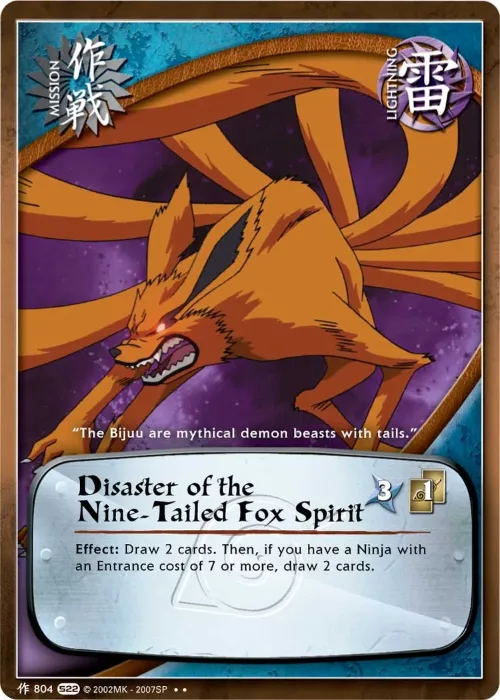 MISSION
作戦
LIGHTNING
雷
"The Bijuu are mythical demon beasts with tails."
Disaster of the
Nine-Tailed Fox Spirit
3
1
Effect: Draw 2 cards. Then, if you have a Ninja with
an Entrance cost of 7 or more, draw 2 cards.
作 804 S22 © 2002MK - 2007SP